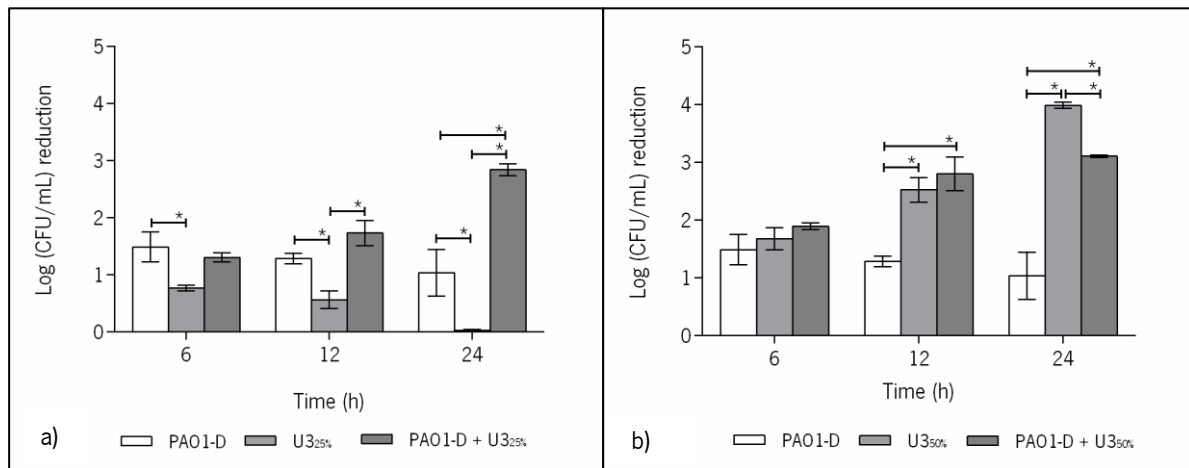 5
4
3
2
1
0
Log (CFU/mL) reduction
*
*
*
*
*
*
6
12
24
Time (h)
a)
PAO1-D
U325%
PAO1-D + U325%
5
4
3
2
1
0
Log (CFU/mL) reduction
*
*
*
*
*
6
12
24
Time (h)
b)
PAO1-D
U350%
PAO1-D + U350%